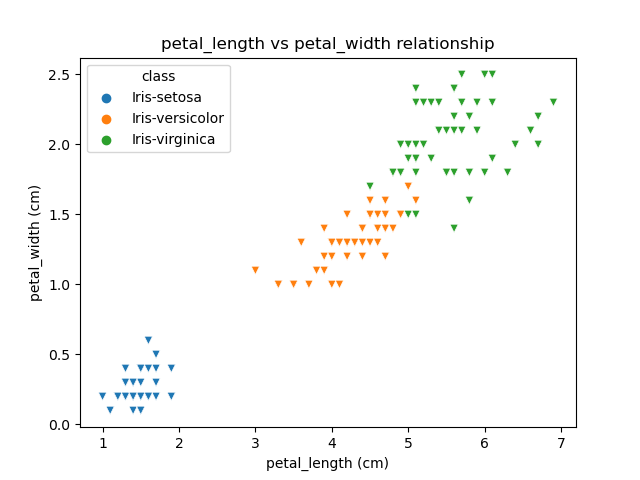 petal_length vs petal_width relationship
class
Iris-setosa
Iris-versicolor
Iris-virginica
petal_width (cm)
2.5
2.0
1.5
1.0
0.5
0.0
1 2 3 4 5 6 7
petal_length (cm)